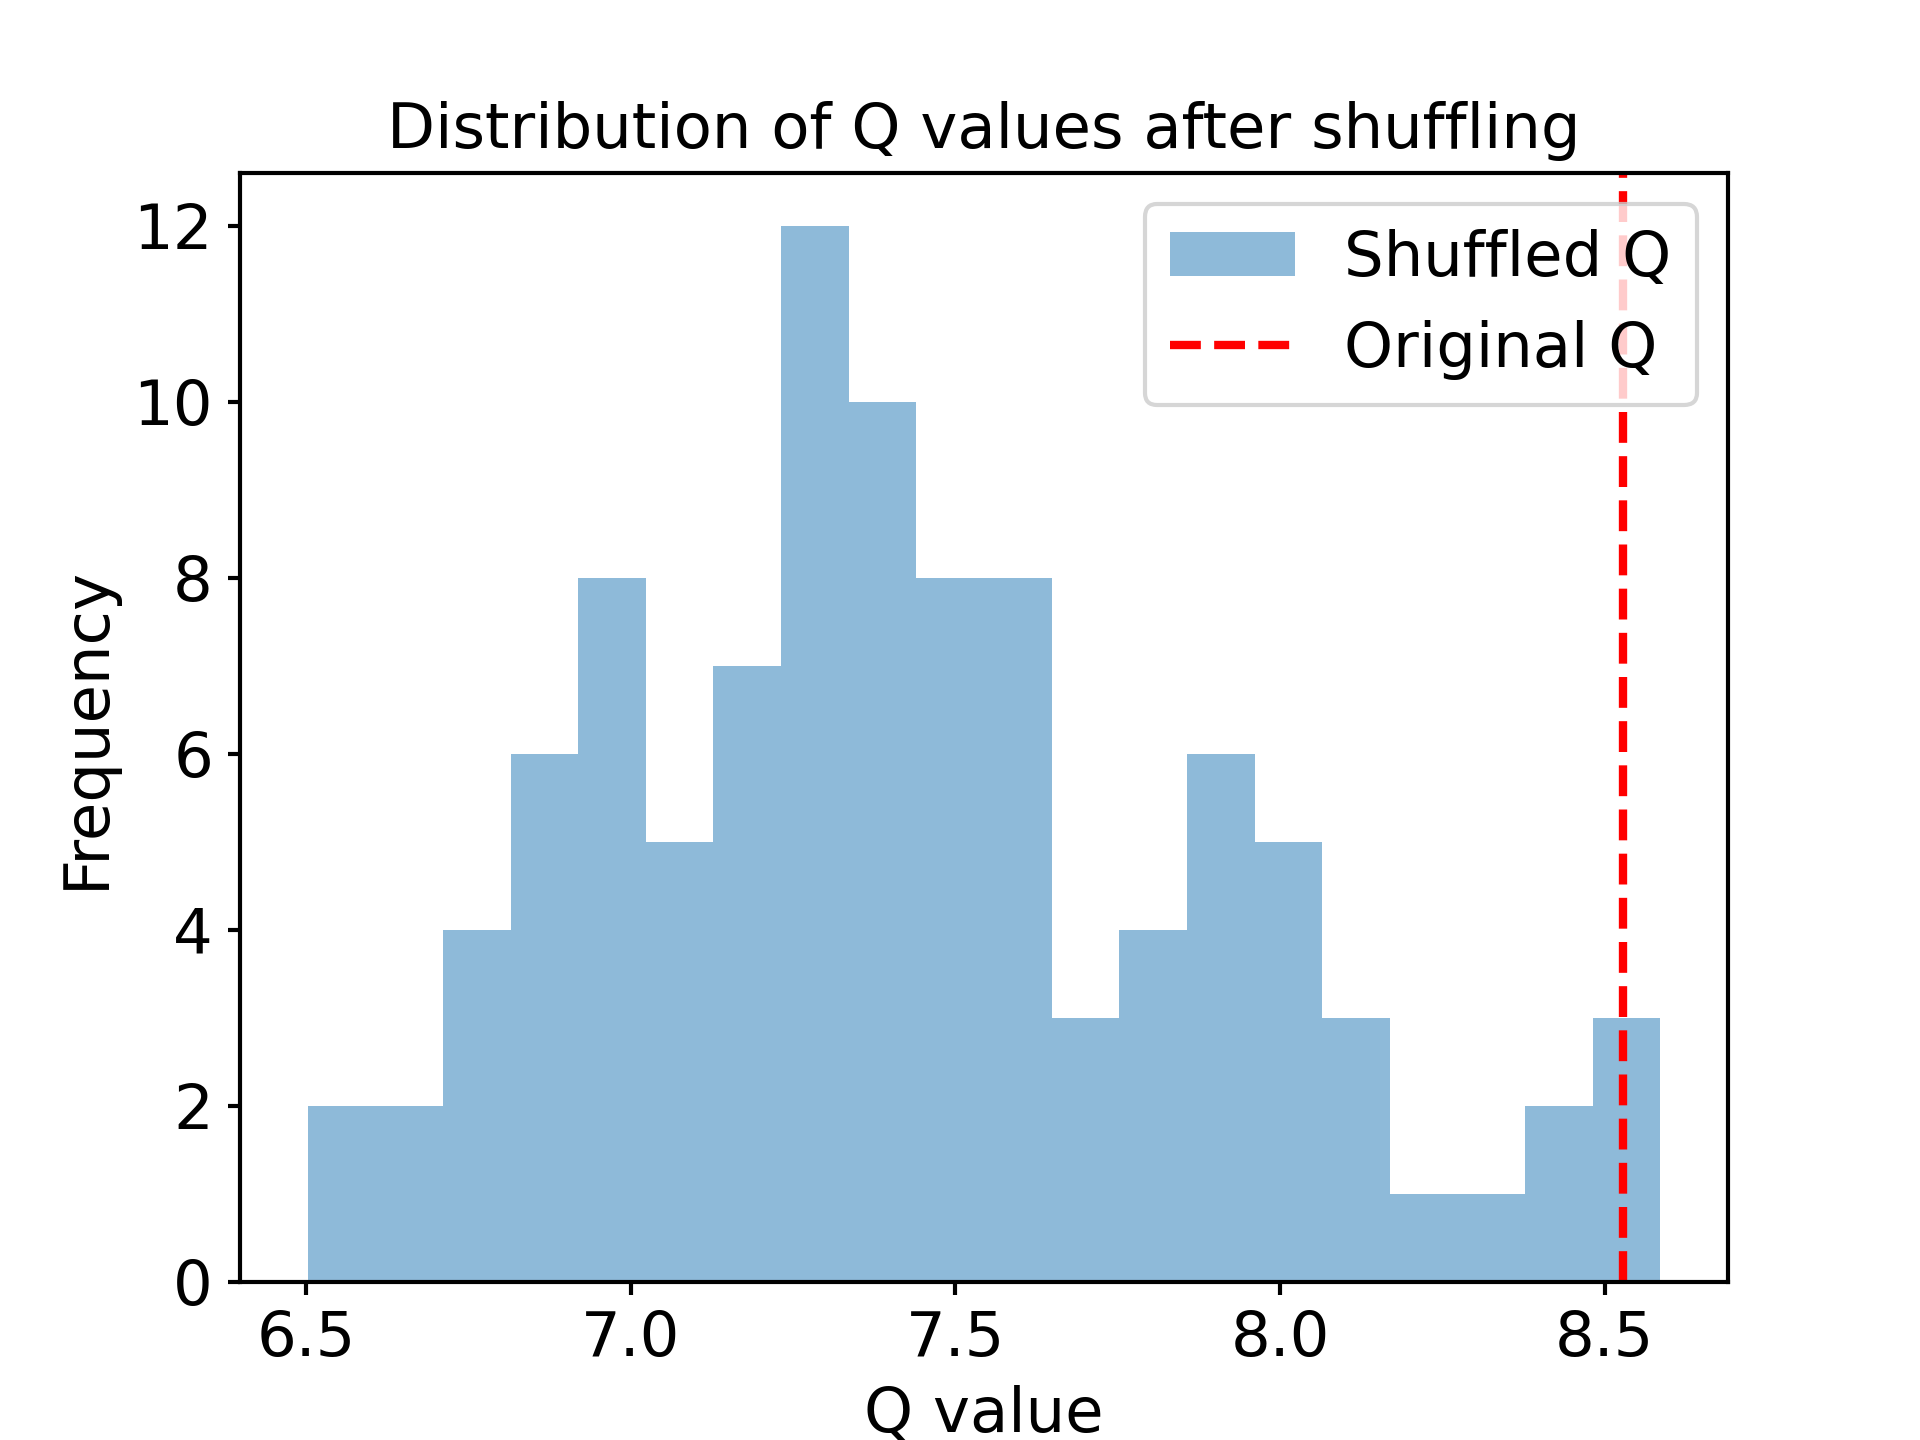 Distribution of Q values after shuffling
Shuffled Q
Original Q
12
10
8
6
4
2
0
Frequency
6.5 7.0 7.5 8.0 8.5
Q value